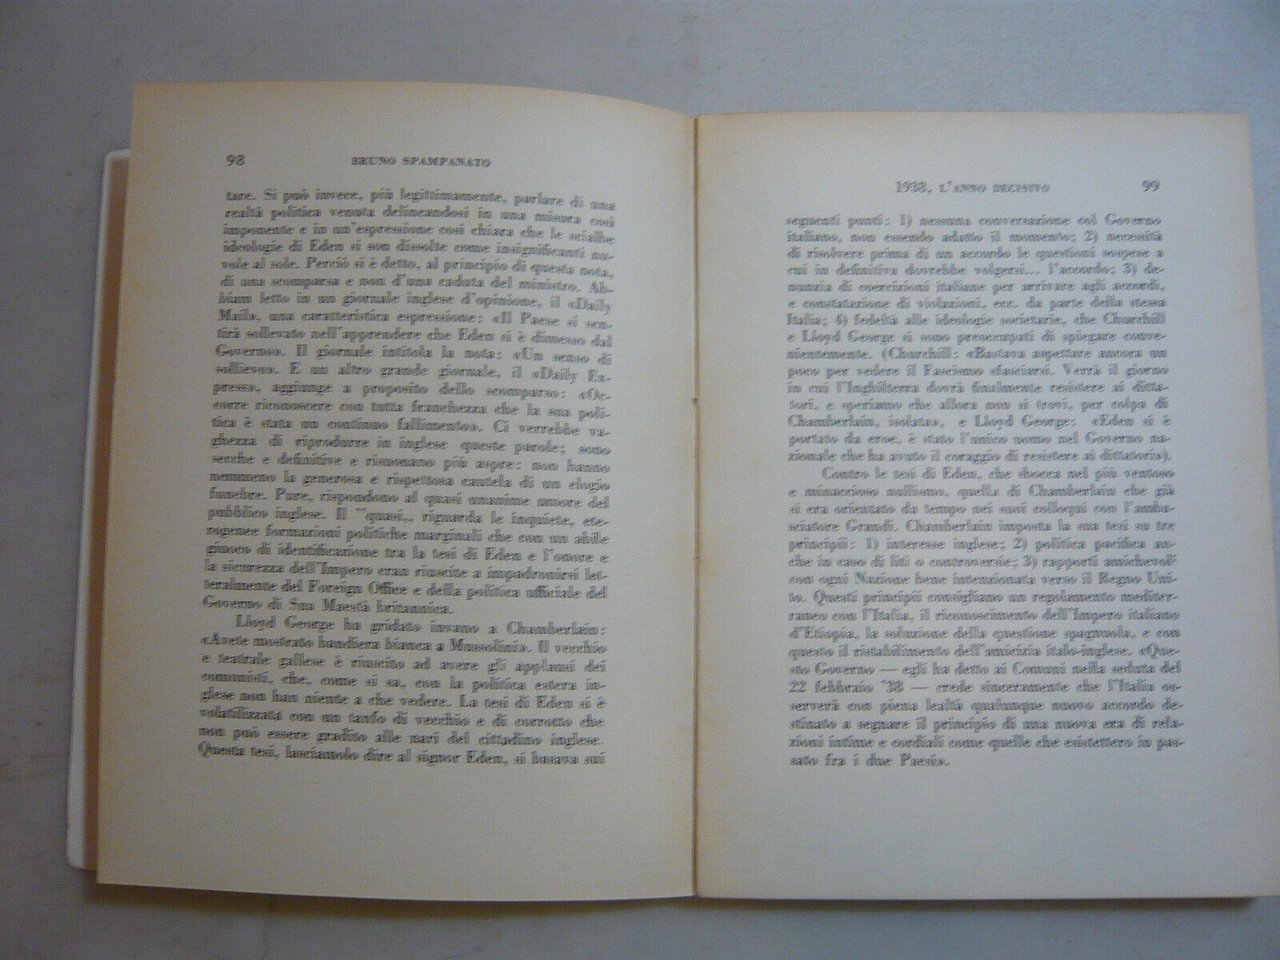 98
BRUNO SPAMPANATO
tare. Si può invece, più legittimamente, parlare di una
realtà politica venuta delineandosi in una misura così
imponente e in un'espressione così chiara che le scialbe
ideologie di Eden si son dissolte come insignificanti nu-
vole al sole. Perciò si è detto, al principio di questa nota,
di una scomparsa e non d'una caduta del ministro. Ab-
biam letto in un giornale inglese d'opinione, il «Daily
Mail», una caratteristica espressione: «Il Paese si sen-
tirà sollevato nell'apprendere che Eden si è dimesso dal
Governo». Il giornale intitola la nota: «Un senso di
sollievo». E un altro grande giornale, il «Daily Ex-
press», aggiunge a proposito dello scomparso: «Oc-
corre riconoscere con tutta franchezza che la sua poli-
tica è stata un continuo fallimento». Ci verrebbe va-
ghezza di riprodurre in inglese queste parole; sono
secche e definitive e risuonano più aspre: non hanno
nemmeno la generosa e rispettosa cautela di un elogio
funebre. Pure, rispondono al quasi unanime umore del
pubblico inglese. Il "quasi„ riguarda le inquiete, ete-
rogenee formazioni politiche marginali che con un abile
giuoco di identificazione tra la tesi di Eden e l'onore e
la sicurezza dell'Impero eran riuscite a impadronirsi let-
teralmente del Foreign Office e della politica ufficiale del
Governo di Sua Maestà britannica.
Lloyd George ha gridato invano a Chamberlain:
«Avete mostrato bandiera bianca a Mussolini». Il vecchio
e teatrale gallese è riuscito ad avere gli applausi dei
comunisti, che, come si sa, con la politica estera in-
glese non han niente a che vedere. La tesi di Eden si è
volatilizzata con un tanfo di vecchio e di corrotto che
non può essere gradito alle nari del cittadino inglese.
Questa tesi, lasciamolo dire al signor Eden, si basava sui
1938, L'ANNO DECISIVO
99
seguenti punti: 1) nessuna conversazione col Governo
italiano, non essendo adatto il momento; 2) necessità
di risolvere prima di un accordo le questioni sospese a
cui in definitiva dovrebbe volgersi... l'accordo; 3) de-
nunzia di coercizioni italiane per arrivare agli accordi,
e constatazione di violazioni, ecc. da parte della stessa
Italia; 4) fedeltà alle ideologie societarie, che Churchill
e Lloyd George si sono preoccupati di spiegare conve-
nientemente. (Churchill: «Bastava aspettare ancora un
poco per vedere il Fascismo sfasciarsi. Verrà il giorno
in cui l'Inghilterra dovrà finalmente resistere ai ditta-
tori, e speriamo che allora non si trovi, per colpa di
Chamberlain, isolata», e Lloyd George: «Eden si è
portato da eroe, è stato l'unico uomo nel Governo na-
zionale che ha avuto il coraggio di resistere ai dittatori»).
Contro le tesi di Eden, che sbocca nel più ventoso
e minaccioso nullismo, quella di Chamberlain che già
si era orientato da tempo nei suoi colloqui con l'amba-
sciatore Grandi. Chamberlain imposta la sua tesi su tre
principii: 1) interesse inglese; 2) politica pacifica an-
che in caso di liti o controversie; 3) rapporti amichevoli
con ogni Nazione bene intenzionata verso il Regno Uni-
to. Questi principii consigliano un regolamento mediter-
raneo con l'Italia, il riconoscimento dell'Impero italiano
d'Etiopia, la soluzione della questione spagnuola, e con
questo il ristabilimento dell'amicizia italo-inglese. «Que-
sto Governo — egli ha detto ai Comuni nella seduta del
22 febbraio '38 — crede sinceramente che l'Italia os-
serverà con piena lealtà qualunque nuovo accordo de-
stinato a segnare il principio di una nuova era di rela-
zioni intime e cordiali come quelle che esistettero in pas-
sato fra i due Paesi».